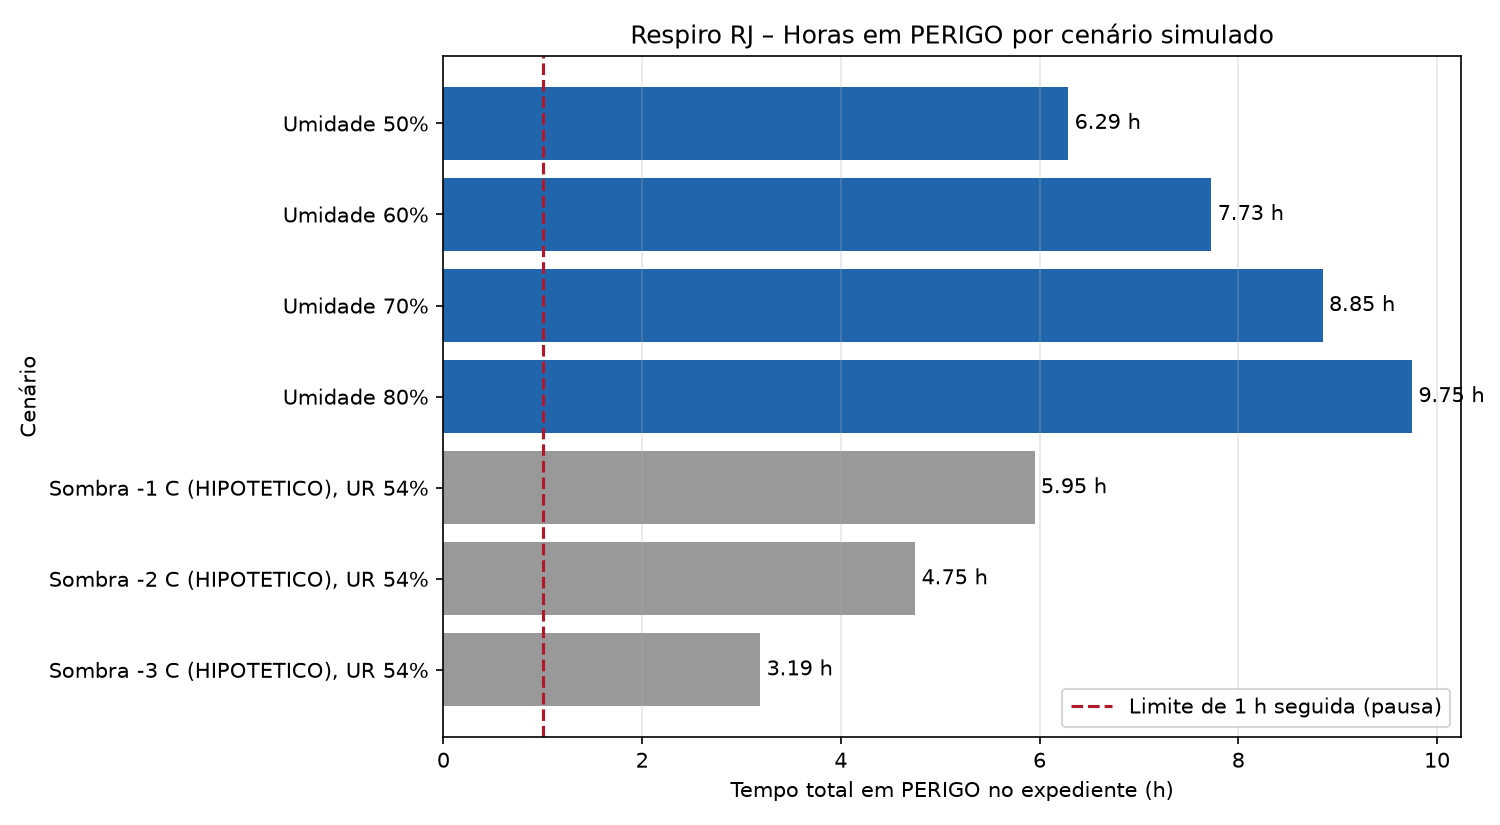 Respiro RJ – Horas em PERIGO por cenário simulado
Cenário
Umidade 50%
6.29 h
Umidade 60%
7.73 h
Umidade 70%
8.85 h
Umidade 80%
9.75 h
Sombra -1 C (HIPOTETICO), UR 54%
5.95 h
Sombra -2 C (HIPOTETICO), UR 54%
4.75 h
Sombra -3 C (HIPOTETICO), UR 54%
3.19 h
Limite de 1 h seguida (pausa)
0 2 4 6 8 10
Tempo total em PERIGO no expediente (h)